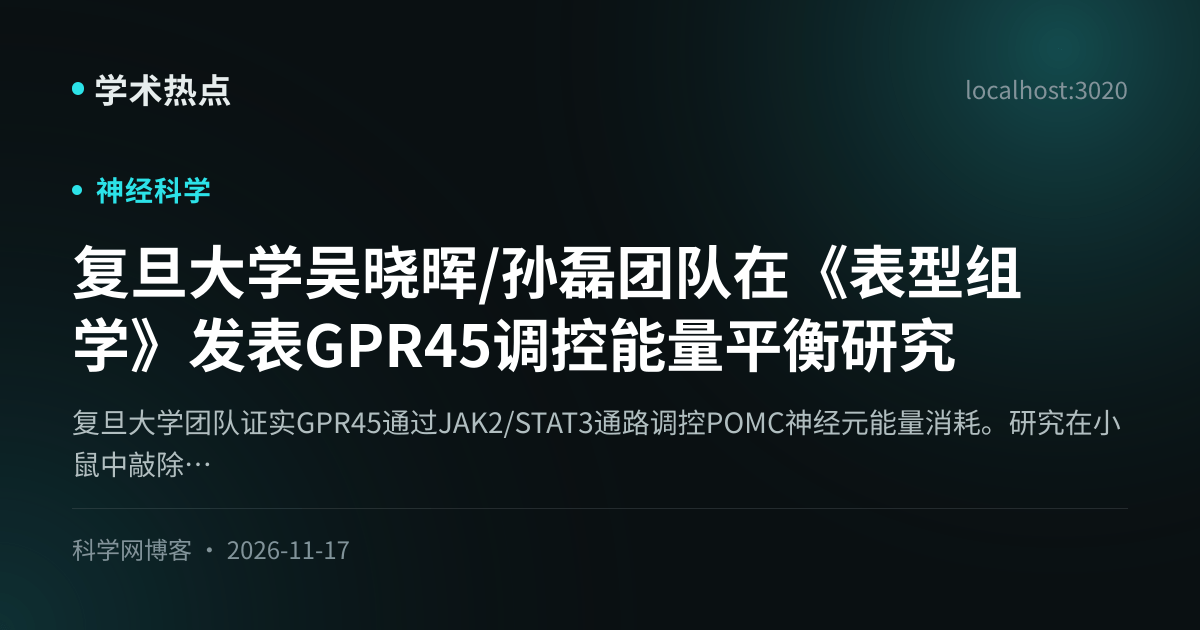 学术热点
localhost:3020
神经科学
复旦大学吴晓晖/孙磊团队在《表型组
学》发表GPR45调控能量平衡研究
复旦大学团队证实GPR45通过JAK2/STAT3通路调控POMC神经元能量消耗。研究在小
鼠中敲除…
科学网博客 · 2026-11-17